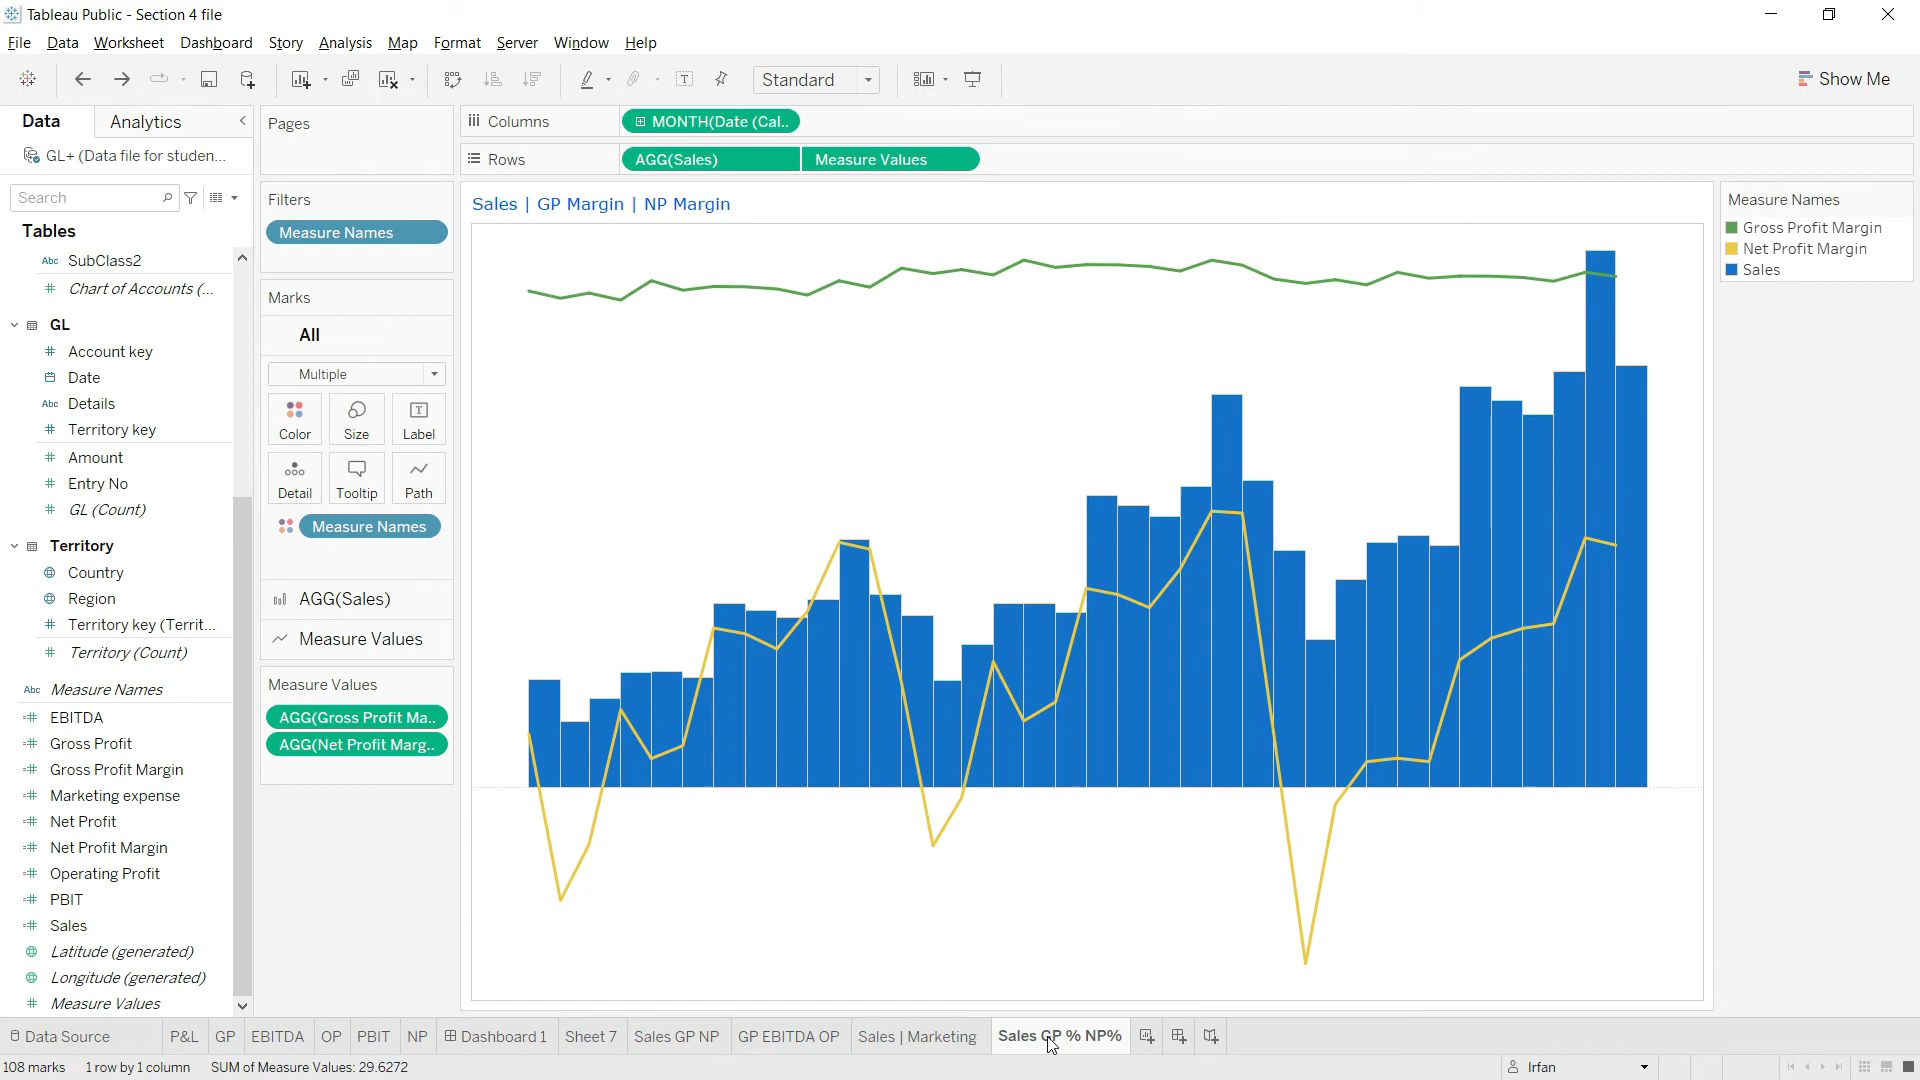 Tableau Public - Section 4 file
File Data Worksheet Dashboard Story Analysis Map Format Server Window Help
Standard
Show Me
Data Analytics
GL+ (Data file for studen...
Search
Tables
Abc SubClass2
Chart of Accounts (...
GL
Account key
Date
Abc Details
Territory key
Amount
Entry No
GL (Count)
Territory
Country
Region
Territory key (Territ...
Territory (Count)
Abc Measure Names
EBITDA
Gross Profit
Gross Profit Margin
Marketing expense
Net Profit
Net Profit Margin
Operating Profit
PBIT
Sales
Latitude (generated)
Longitude (generated)
Measure Values
Pages
Filters
Measure Names
Marks
All
Multiple
Color Size Label
Detail Tooltip Path
Measure Names
AGG(Sales)
Measure Values
Measure Values
AGG(Gross Profit Ma..
AGG(Net Profit Marg..
Columns MONTH(Date (Cal..
Rows AGG(Sales) Measure Values
Sales | GP Margin | NP Margin
Measure Names
Gross Profit Margin
Net Profit Margin
Sales
Data Source P&L GP EBITDA OP PBIT NP Dashboard 1 Sheet 7 Sales GP NP GP EBITDA OP Sales | Marketing Sales GP % NP%
108 marks 1 row by 1 column SUM of Measure Values: 29.6272 Irfan